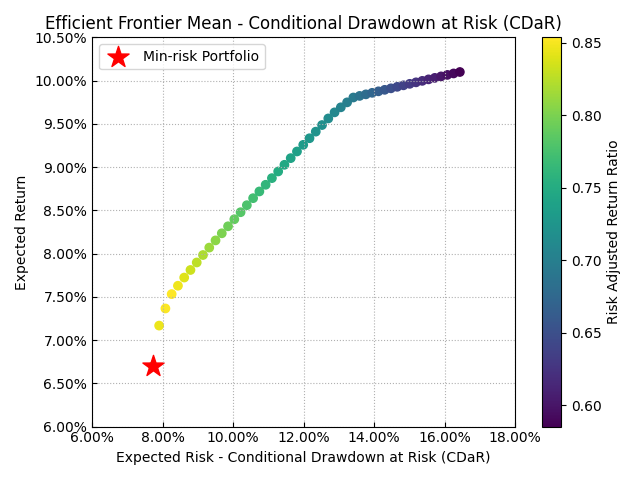 Efficient Frontier Mean - Conditional Drawdown at Risk (CDaR)
Min-risk Portfolio
10.50%
10.00%
9.50%
9.00%
8.50%
8.00%
7.50%
7.00%
6.50%
6.00%
Expected Return
6.00% 8.00% 10.00% 12.00% 14.00% 16.00% 18.00%
Expected Risk - Conditional Drawdown at Risk (CDaR)
0.85
0.80
0.75
0.70
0.65
0.60
Risk Adjusted Return Ratio